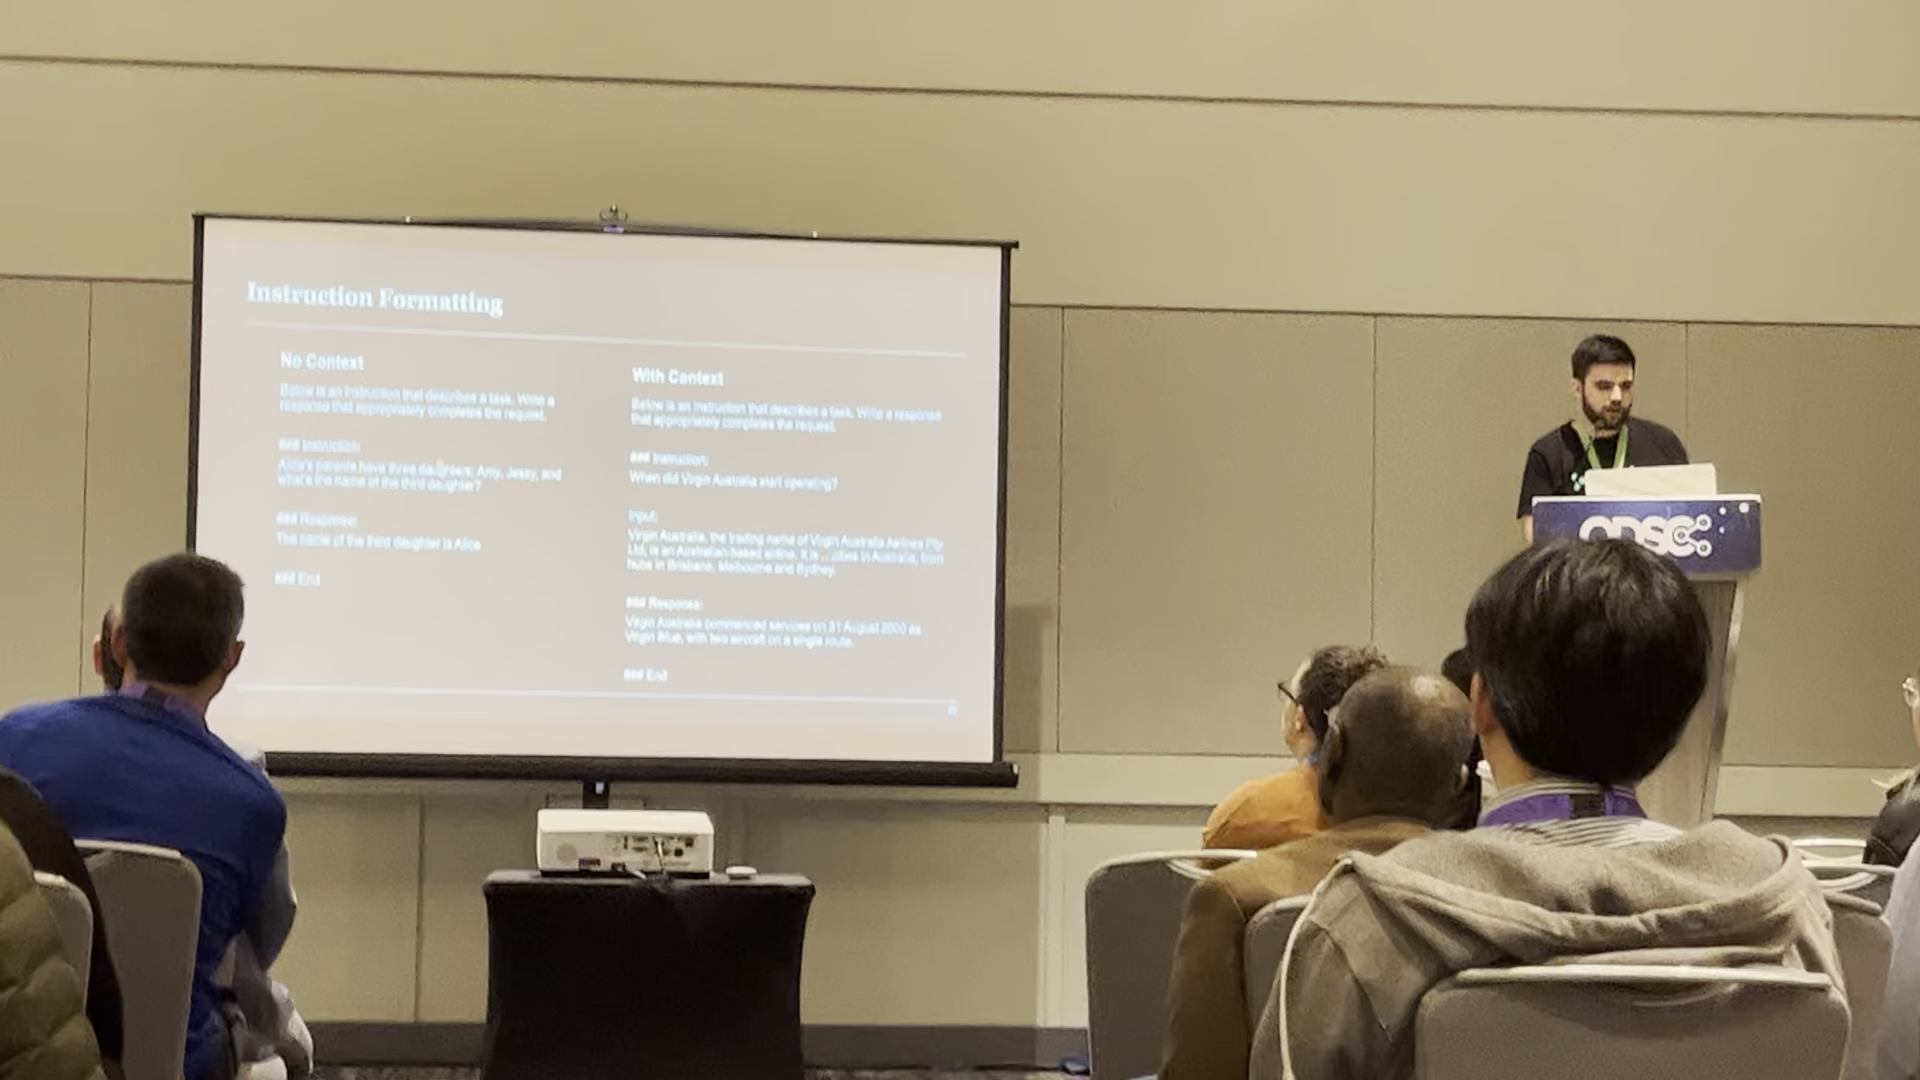 Instruction Formatting
No Context
Below is an instruction that describes a task. Write a
response that appropriately completes the request.
### Instruction:
Alice's parents have three daughters: Amy, Jessy, and
what's the name of the third daughter?
### Response:
The name of the third daughter is Alice
### End
With Context
Below is an instruction that describes a task. Write a response
that appropriately completes the request.
### Instruction:
When did Virgin Australia start operating?
Input:
Virgin Australia, the trading name of Virgin Australia Airlines Pty
Ltd, is an Australian-based airline. It is ...cities in Australia, from
hubs in Brisbane, Melbourne and Sydney.
### Response:
Virgin Australia commenced services on 31 August 2000 as
Virgin Blue, with two aircraft on a single route.
### End
ODSC